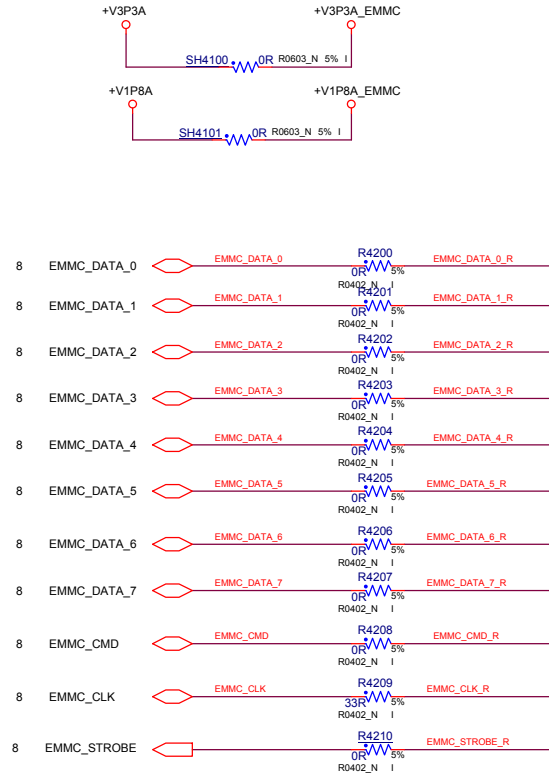 +V3P3A +V3P3A_EMMC
SH4100 0R R0603_N 5% I
+V1P8A +V1P8A_EMMC
SH4101 0R R0603_N 5% I
8 EMMC_DATA_0 EMMC_DATA_0 R4200 EMMC_DATA_0_R
0R 5%
R0402_N I
8 EMMC_DATA_1 EMMC_DATA_1 R4201 EMMC_DATA_1_R
0R 5%
R0402_N I
8 EMMC_DATA_2 EMMC_DATA_2 R4202 EMMC_DATA_2_R
0R 5%
R0402_N I
8 EMMC_DATA_3 EMMC_DATA_3 R4203 EMMC_DATA_3_R
0R 5%
R0402_N I
8 EMMC_DATA_4 EMMC_DATA_4 R4204 EMMC_DATA_4_R
0R 5%
R0402_N I
8 EMMC_DATA_5 EMMC_DATA_5 R4205 EMMC_DATA_5_R
0R 5%
R0402_N I
8 EMMC_DATA_6 EMMC_DATA_6 R4206 EMMC_DATA_6_R
0R 5%
R0402_N I
8 EMMC_DATA_7 EMMC_DATA_7 R4207 EMMC_DATA_7_R
0R 5%
R0402_N I
8 EMMC_CMD EMMC_CMD R4208 EMMC_CMD_R
0R 5%
R0402_N I
8 EMMC_CLK EMMC_CLK R4209 EMMC_CLK_R
33R 5%
R0402_N I
8 EMMC_STROBE R4210 EMMC_STROBE_R
0R 5%
R0402_N I